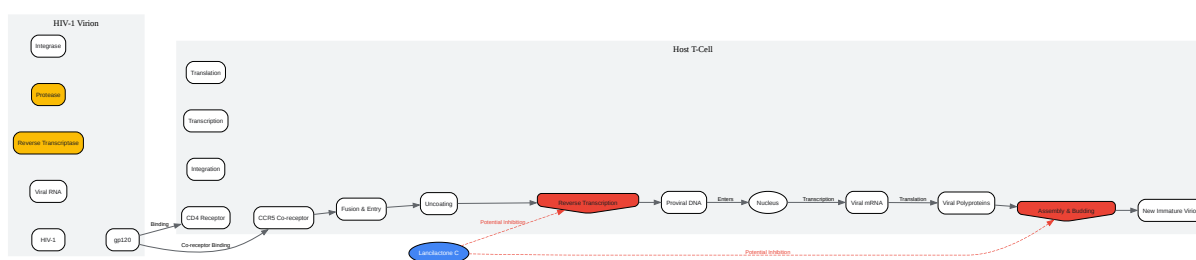 HIV-1 Virion
Integrase
Protease
Reverse Transcriptase
Viral RNA
HIV-1
gp120
Host T-Cell
Translation
Transcription
Integration
CD4 Receptor
Binding
Co-receptor Binding
CCR5 Co-receptor
Fusion & Entry
Uncoating
Reverse Transcription
Proviral DNA
Enters
Nucleus
Transcription
Viral mRNA
Translation
Viral Polyproteins
Assembly & Budding
New Immature Virio
Potential Inhibition
Lancilactone C
Potential Inhibition